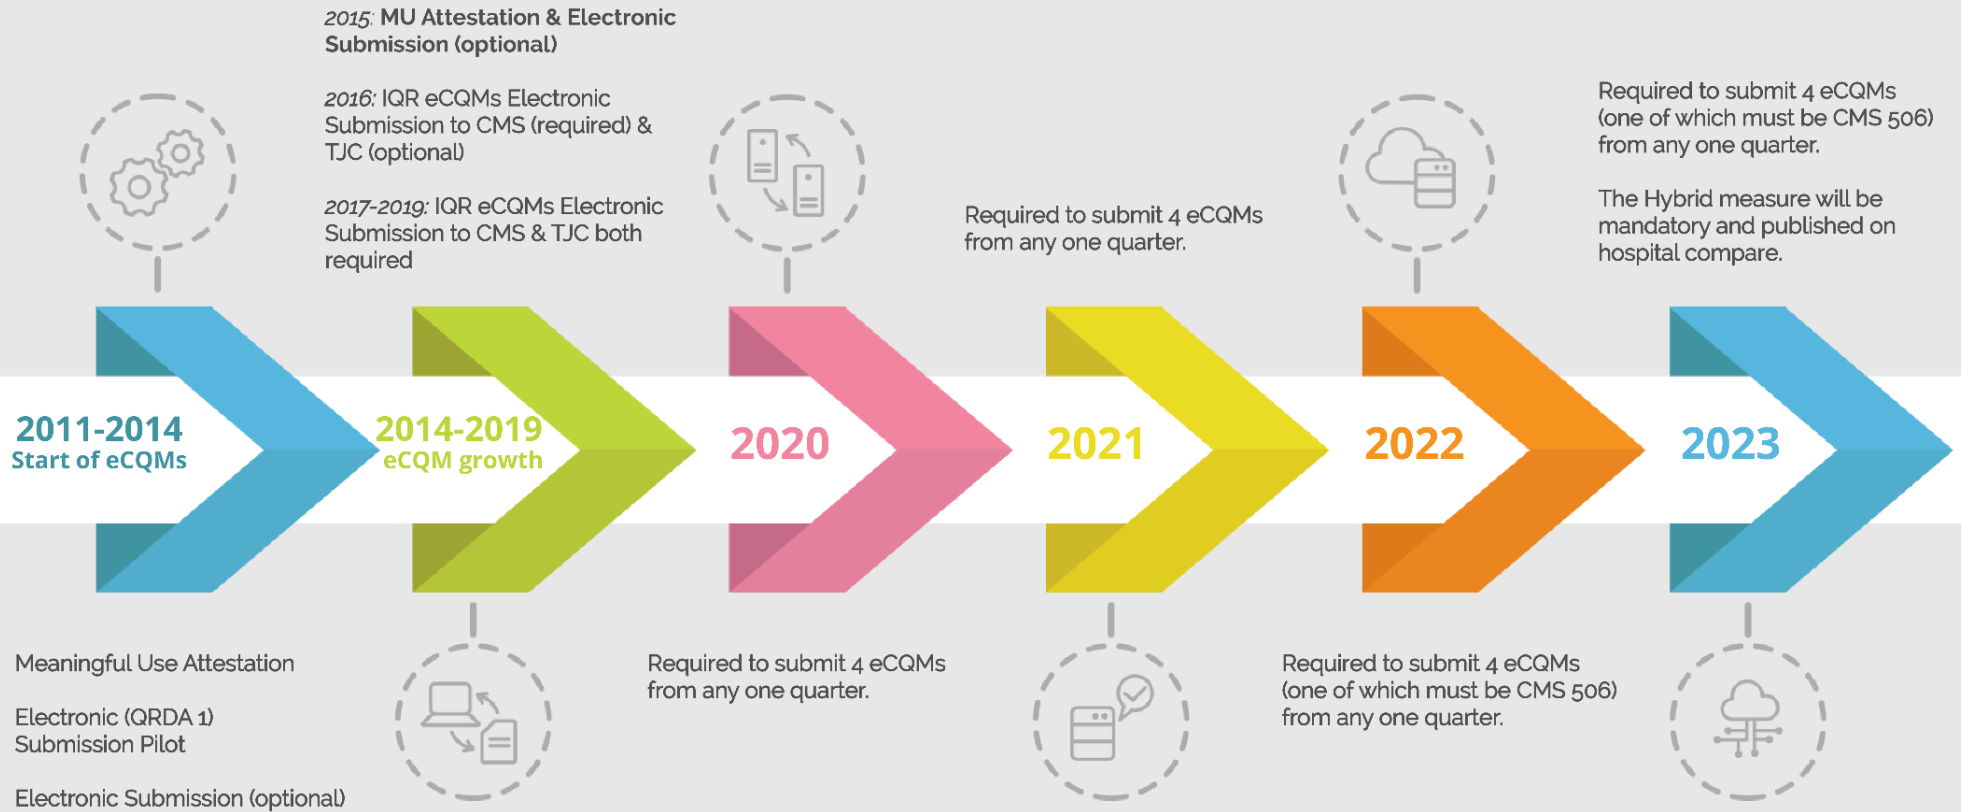 2011-2014
Start of eCQMs
Meaningful Use Attestation
Electronic (QRDA 1)
Submission Pilot
Electronic Submission (optional)
2015: MU Attestation & Electronic
Submission (optional)
2016: IQR eCQMs Electronic
Submission to CMS (required) &
TJC (optional)
2017-2019: IQR eCQMs Electronic
Submission to CMS & TJC both
required
2014-2019
eCQM growth
2020
Required to submit 4 eCQMs
from any one quarter.
Required to submit 4 eCQMs
from any one quarter.
2021
2022
Required to submit 4 eCQMs
(one of which must be CMS 506)
from any one quarter.
Required to submit 4 eCQMs
(one of which must be CMS 506)
from any one quarter.
The Hybrid measure will be
mandatory and published on
hospital compare.
2023